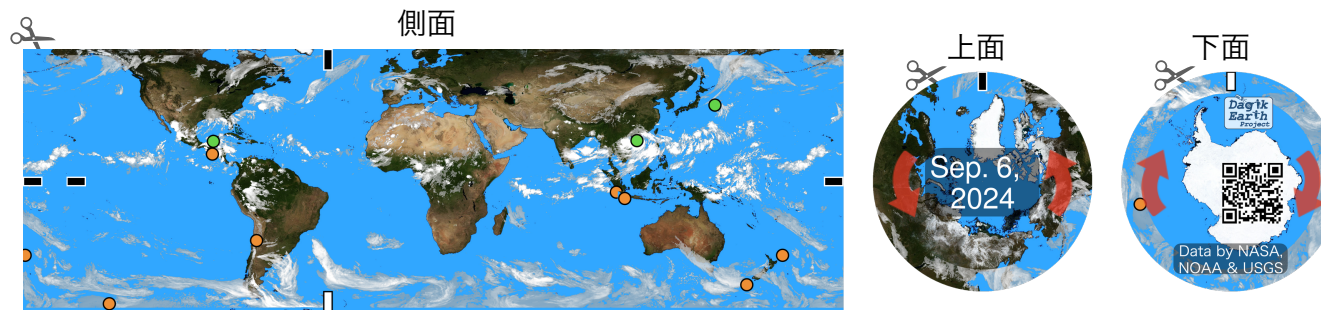 側面
上面
下面
Sep. 6,
2024
Dagik
Earth
Project
Data by NASA,
NOAA & USGS